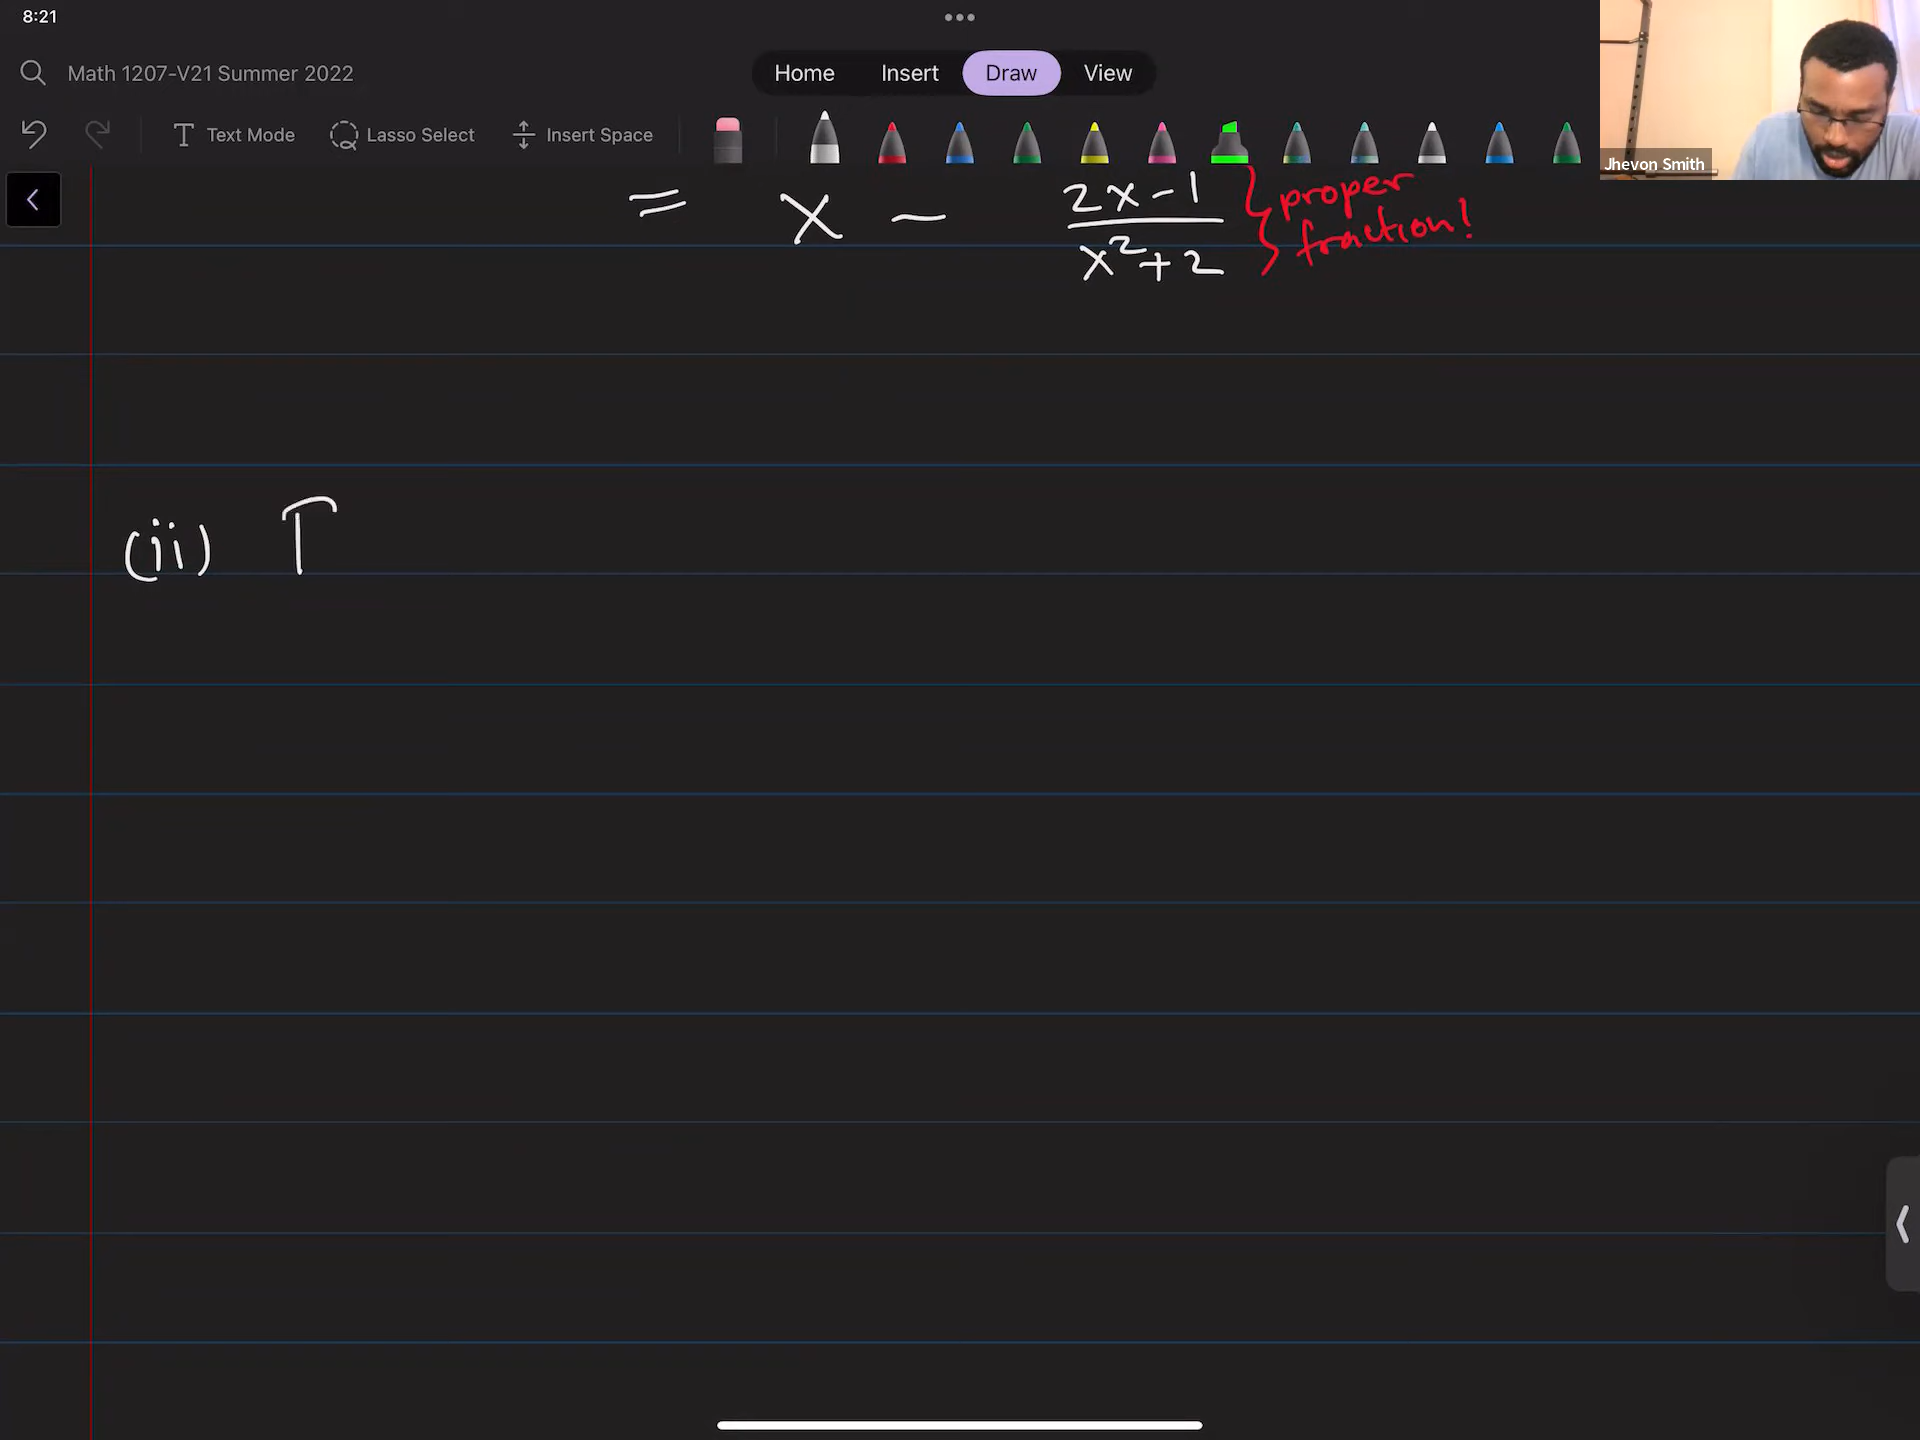 8:21
Math 1207-V21 Summer 2022
Home Insert Draw View
Text Mode Lasso Select Insert Space
Jhevon Smith
= x - (2x-1)/(x²+2) } proper fraction!
(ii) T